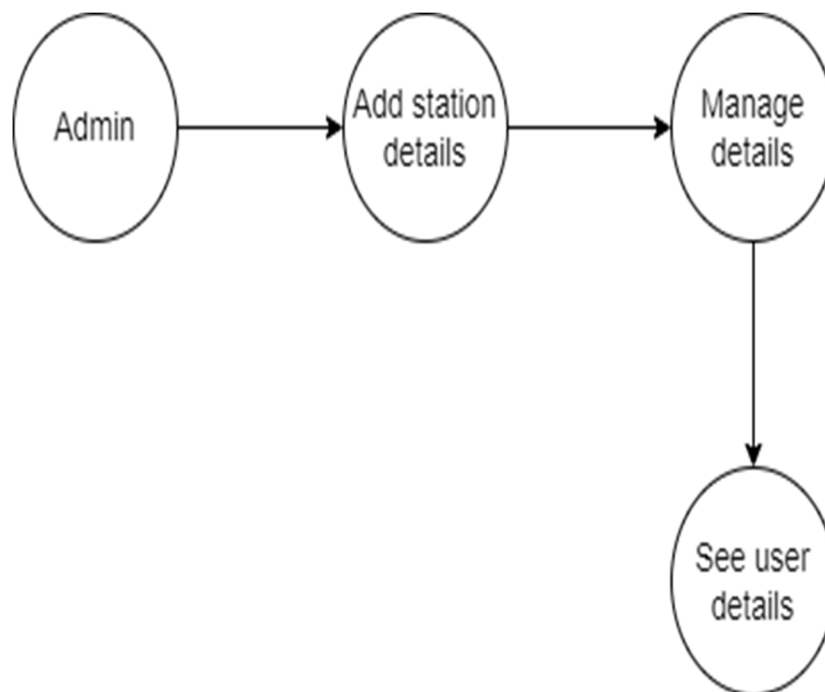 Admin
Add station
details
Manage
details
See user
details